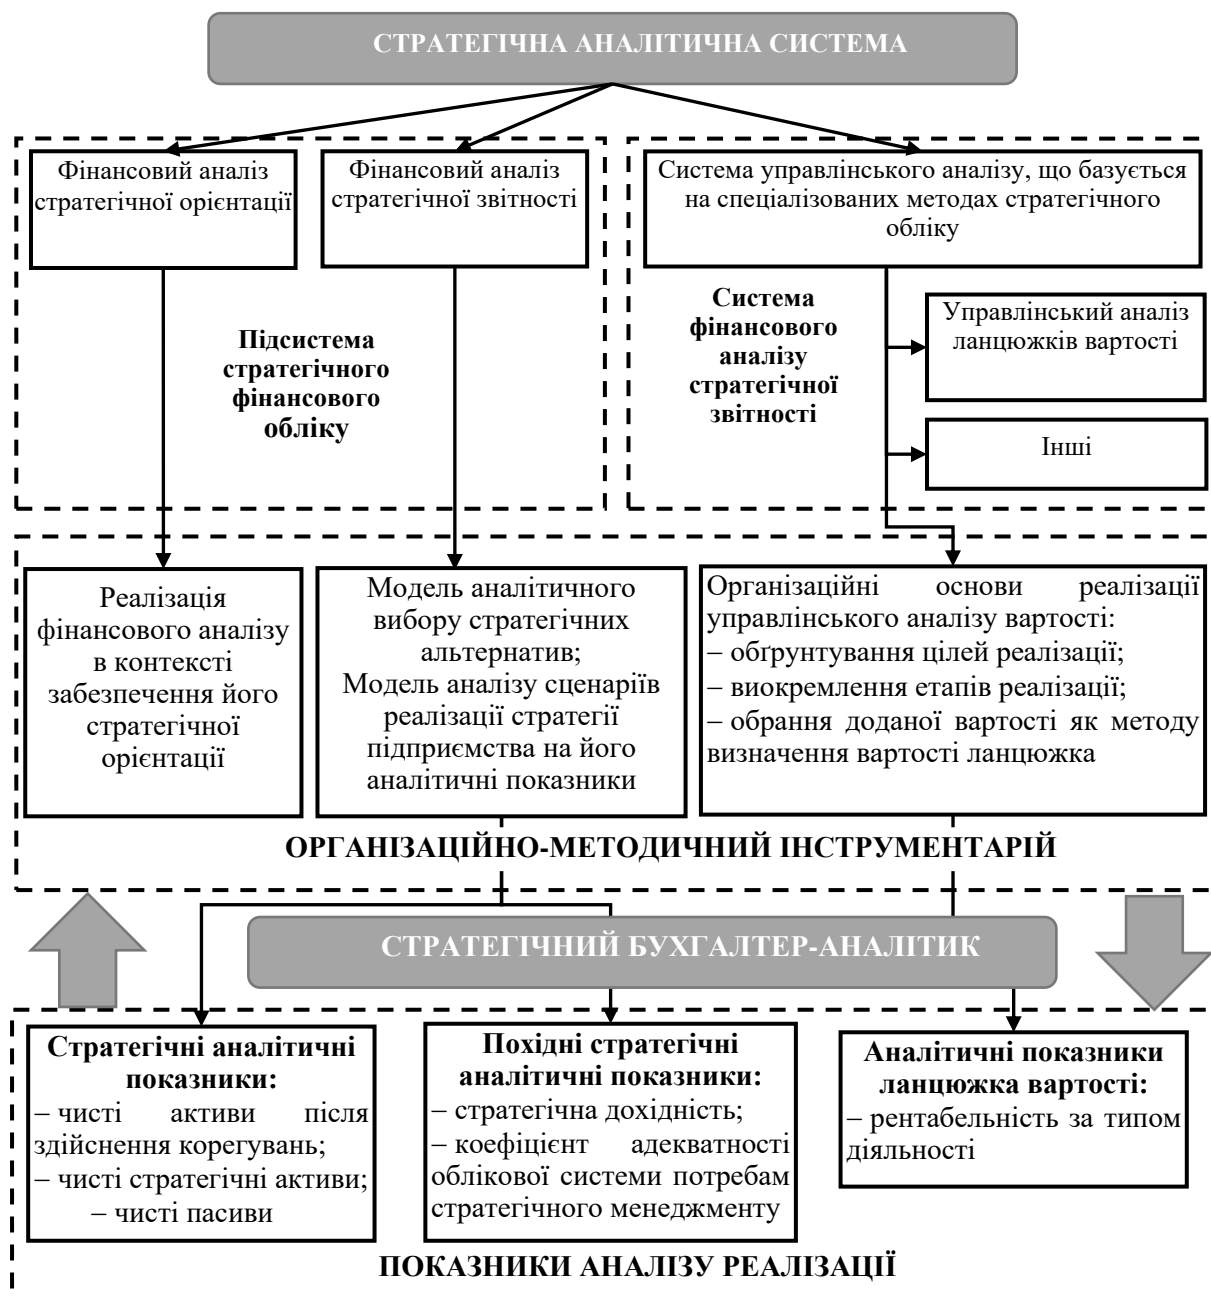 СТРАТЕГІЧНА АНАЛІТИЧНА СИСТЕМА
Фінансовий аналіз
стратегічної орієнтації
Фінансовий аналіз
стратегічної звітності
Система управлінського аналізу, що базується
на спеціалізованих методах стратегічного
обліку
Підсистема
стратегічного
фінансового
обліку
Система
фінансового
аналізу
стратегічної
звітності
Управлінський аналіз
ланцюжків вартості
Інші
Реалізація
фінансового аналізу
в контексті
забезпечення його
стратегічної
орієнтації
Модель аналітичного
вибору стратегічних
альтернатив;
Модель аналізу сценаріїв
реалізації стратегії
підприємства на його
аналітичні показники
Організаційні основи реалізації
управлінського аналізу вартості:
– обґрунтування цілей реалізації;
– виокремлення етапів реалізації;
– обрання доданої вартості як методу
визначення вартості ланцюжка
ОРГАНІЗАЦІЙНО-МЕТОДИЧНИЙ ІНСТРУМЕНТАРІЙ
СТРАТЕГІЧНИЙ БУХГАЛТЕР-АНАЛІТИК
Стратегічні аналітичні
показники:
– чисті активи після
здійснення корегувань;
– чисті стратегічні активи;
– чисті пасиви
Похідні стратегічні
аналітичні показники:
– стратегічна дохідність;
– коефіцієнт адекватності
облікової системи потребам
стратегічного менеджменту
Аналітичні показники
ланцюжка вартості:
– рентабельність за типом
діяльності
ПОКАЗНИКИ АНАЛІЗУ РЕАЛІЗАЦІЇ